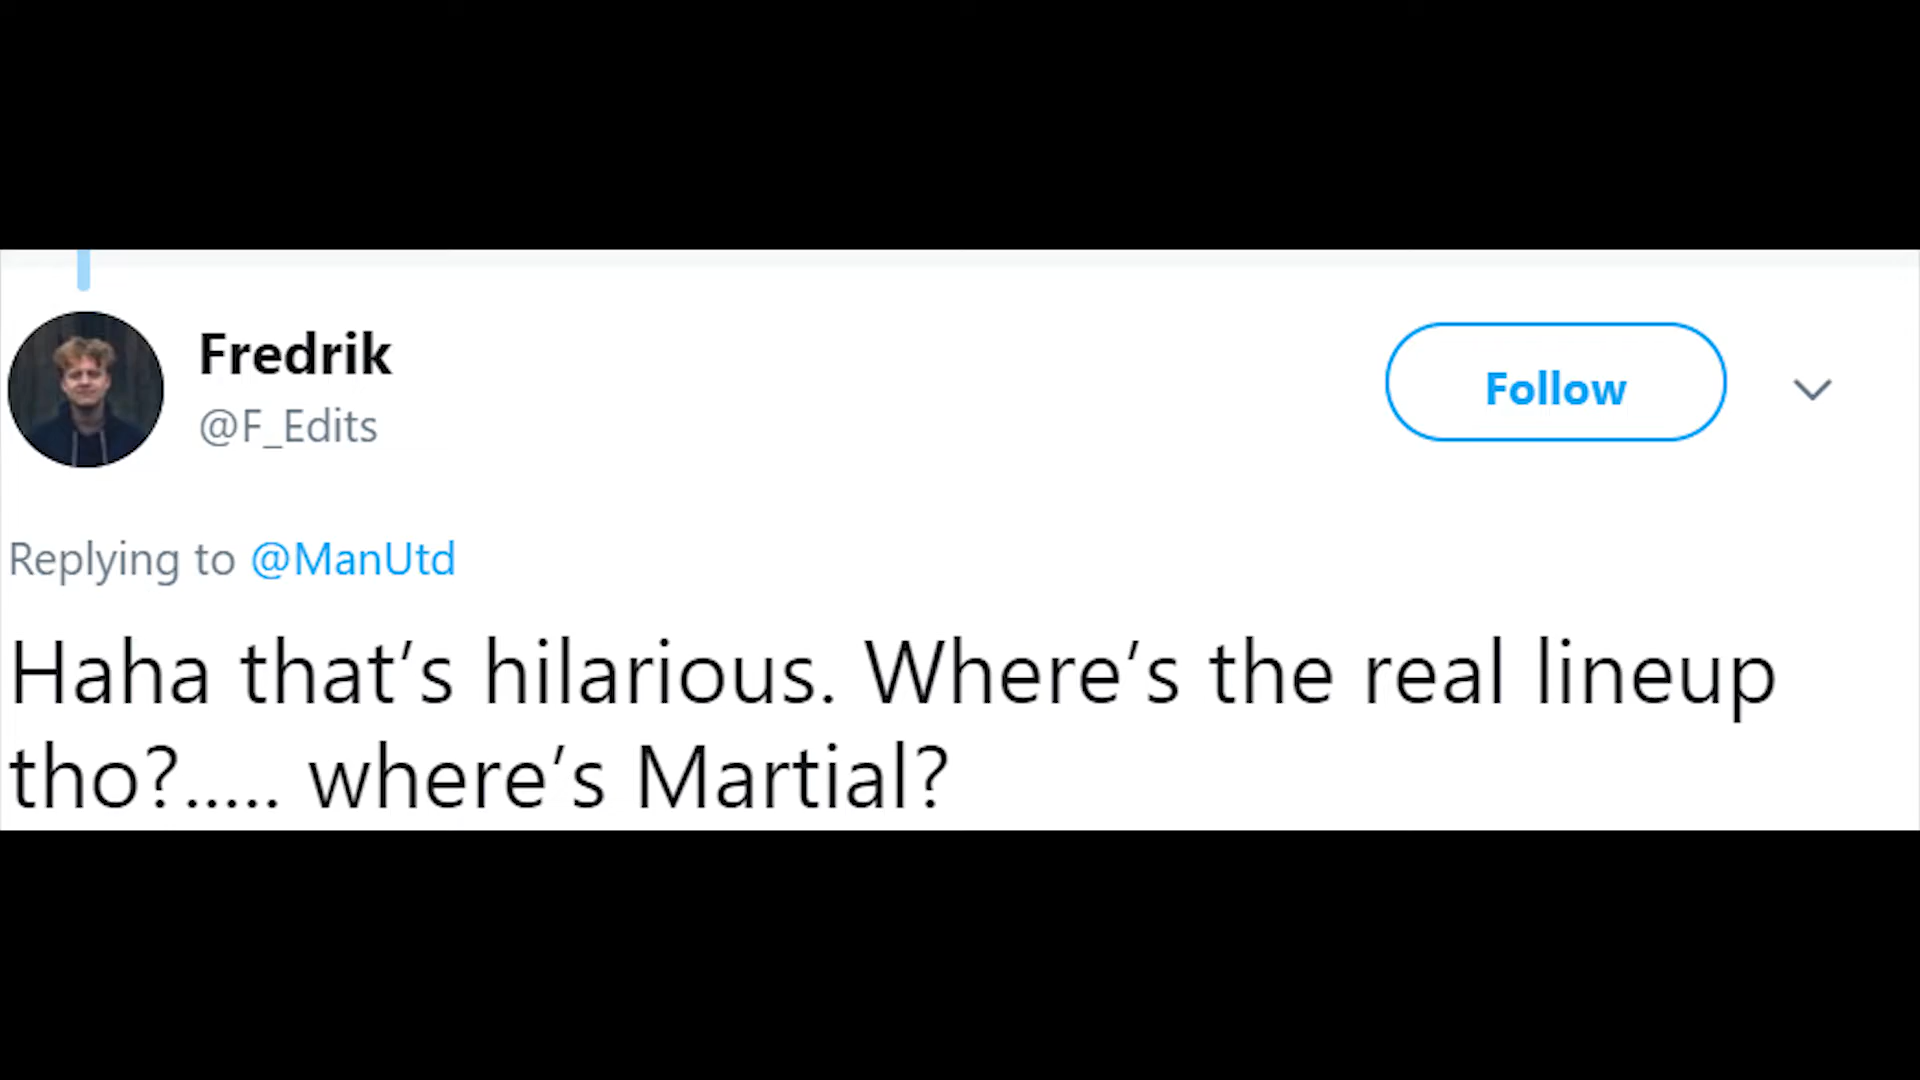 Fredrik
Follow
@F_Edits
Replying to @ManUtd
Haha that’s hilarious. Where’s the real lineup
tho?..... where’s Martial?